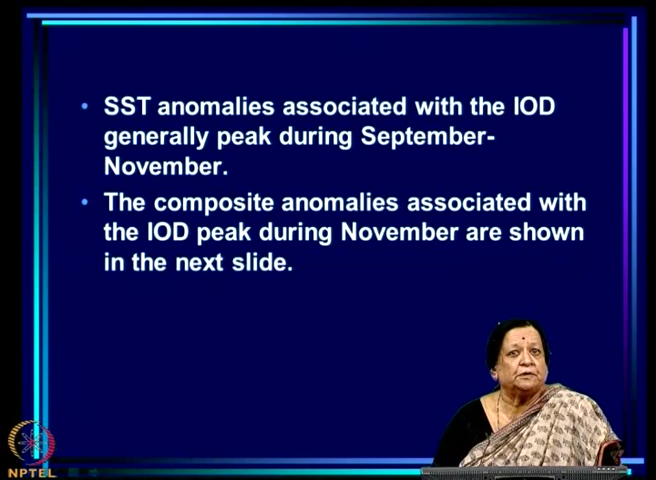 SST anomalies associated with the IOD
generally peak during September-
November.
The composite anomalies associated with
the IOD peak during November are shown
in the next slide.
NPTEL